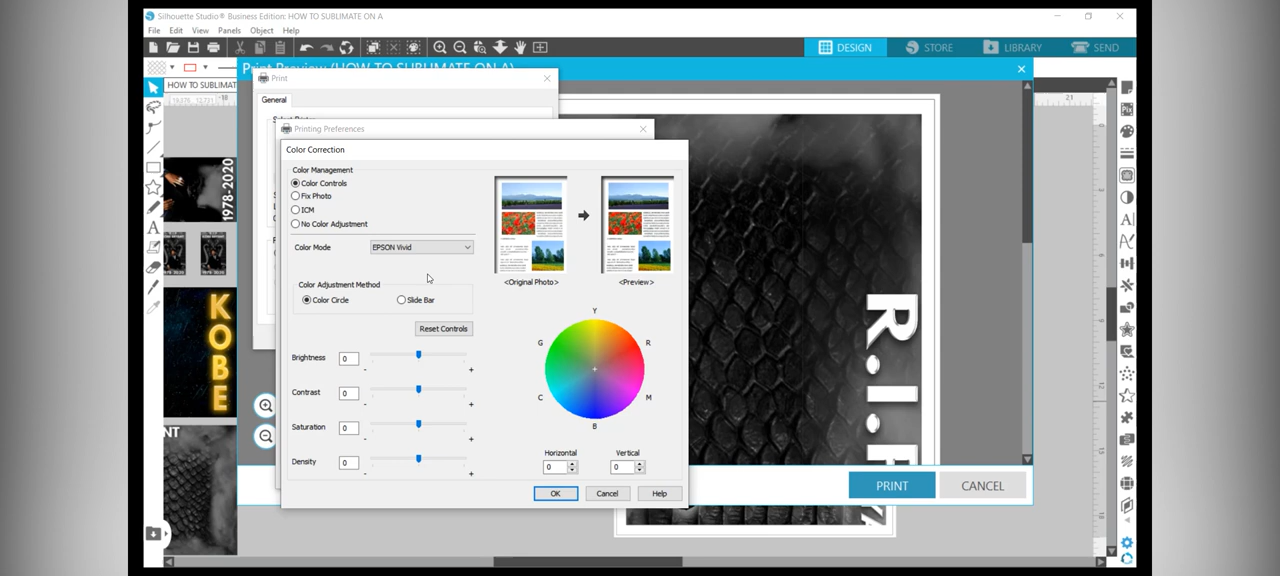 Silhouette Studio® Business Edition: HOW TO SUBLIMATE ON A
File Edit View Panels Object Help
DESIGN STORE LIBRARY SEND
Print Preview (HOW TO SUBLIMATE ON A)
HOW TO SUBLIMAT
Print
General
Printing Preferences
Color Correction
Color Management
Color Controls
Fix Photo
ICM
No Color Adjustment
Color Mode EPSON Vivid
<Original Photo> <Preview>
Color Adjustment Method
Color Circle Slide Bar
Reset Controls
Brightness 0 - +
Contrast 0 - +
Saturation 0 - +
Density 0 - +
Y
G R
C M
B
Horizontal Vertical
0 0
OK Cancel Help
PRINT CANCEL
1978-2020
KOBE
NT
R.I.P